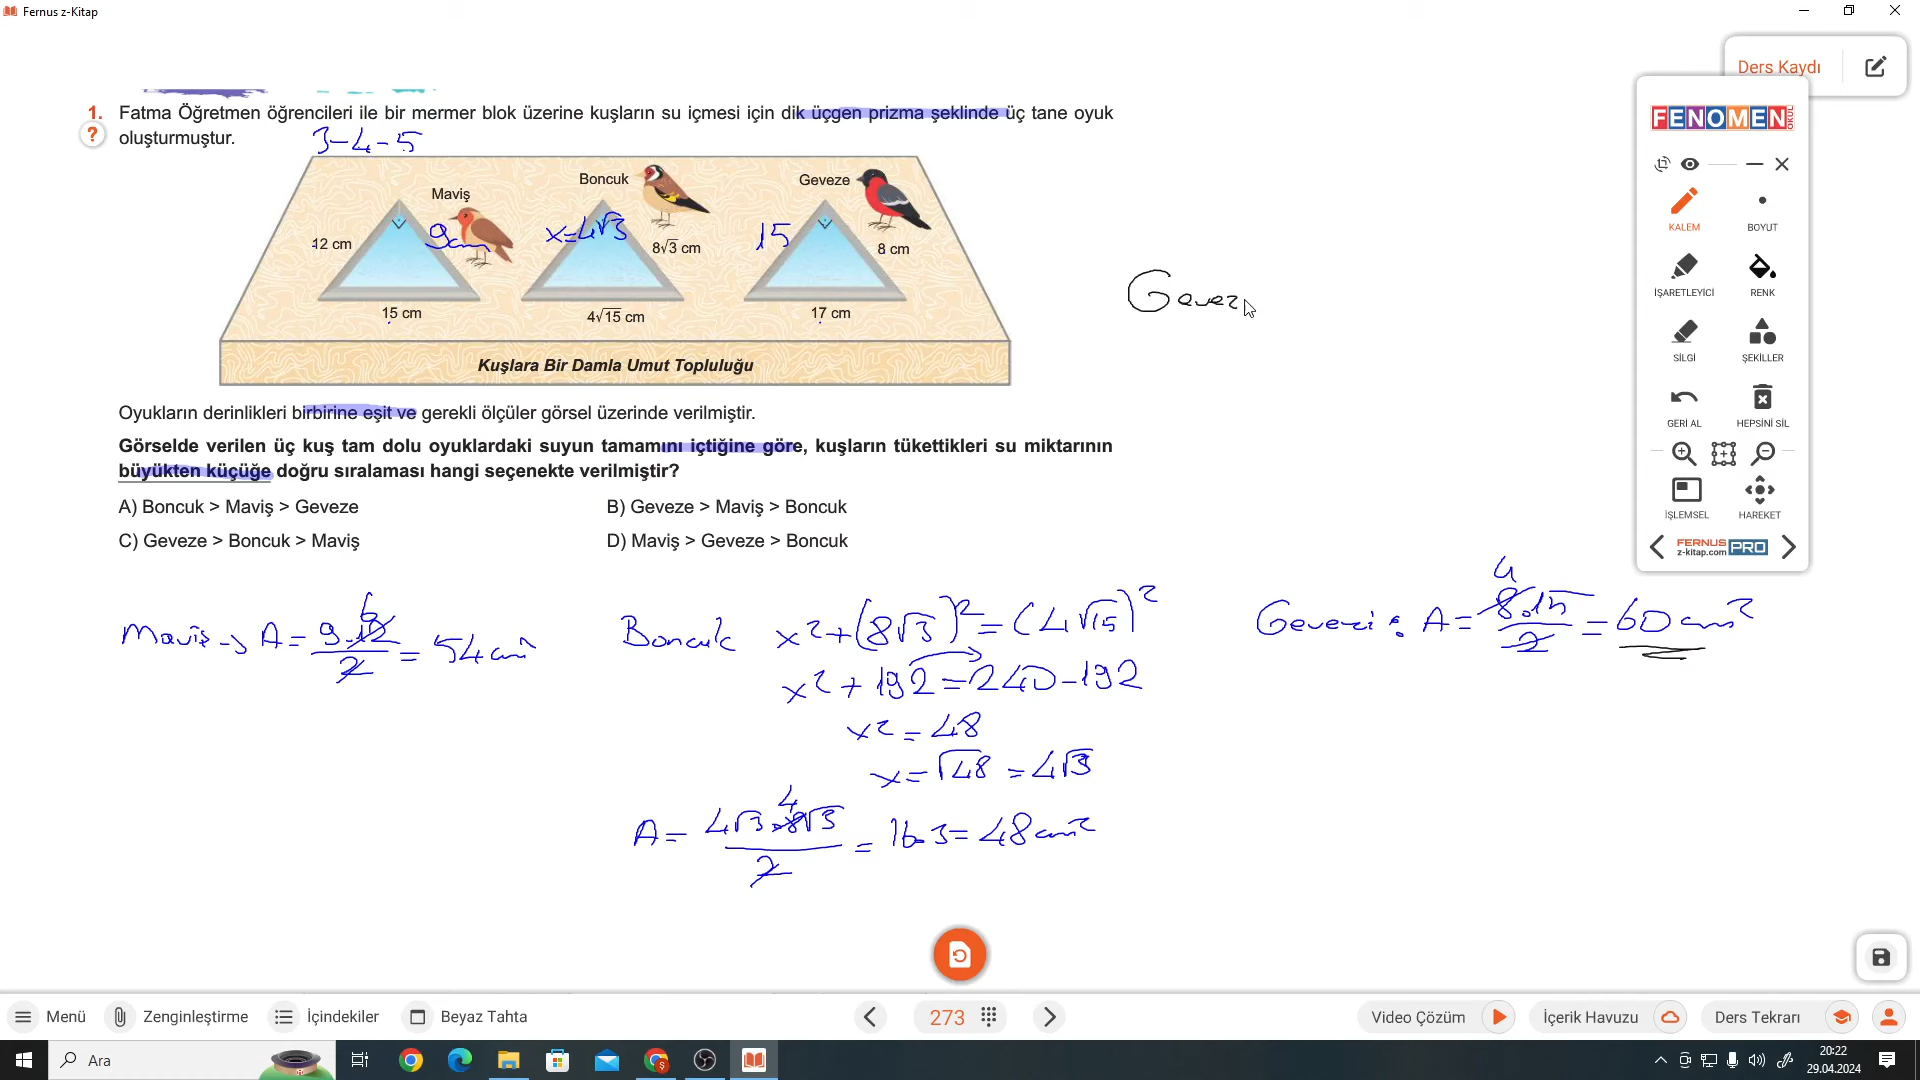 Fernus z-Kitap
Ders Kaydı
1. Fatma Öğretmen öğrencileri ile bir mermer blok üzerine kuşların su içmesi için dik üçgen prizma şeklinde üç tane oyuk
? oluşturmuştur.
3-4-5
Maviş
Boncuk
Geveze
12 cm
9cm
x=4√3
8√3 cm
15
8 cm
15 cm
4√15 cm
17 cm
Kuşlara Bir Damla Umut Topluluğu
Gevez
Oyukların derinlikleri birbirine eşit ve gerekli ölçüler görsel üzerinde verilmiştir.
Görselde verilen üç kuş tam dolu oyuklardaki suyun tamamını içtiğine göre, kuşların tükettikleri su miktarının
büyükten küçüğe doğru sıralaması hangi seçenekte verilmiştir?
A) Boncuk > Maviş > Geveze
B) Geveze > Maviş > Boncuk
C) Geveze > Boncuk > Maviş
D) Maviş > Geveze > Boncuk
Maviş → A = 9.12/2 = 54 cm²
6
Boncuk x² + (8√3)² = (4√15)²
x² + 192 = 240 - 192
x² = 48
x = √48 = 4√3
A = 4√3.8√3/2 = 16.3 = 48 cm²
4
Gevezi : A = 8.15/2 = 60 cm²
4
FENOMEN OKUL
KALEM
BOYUT
İŞARETLEYİCİ
RENK
SİLGİ
ŞEKİLLER
GERİ AL
HEPSİNİ SİL
İŞLEMSEL
HAREKET
FERNUS
z-kitap.com PRO
Menü
Zenginleştirme
İçindekiler
Beyaz Tahta
273
Video Çözüm
İçerik Havuzu
Ders Tekrarı
Ara
20:22
29.04.2024